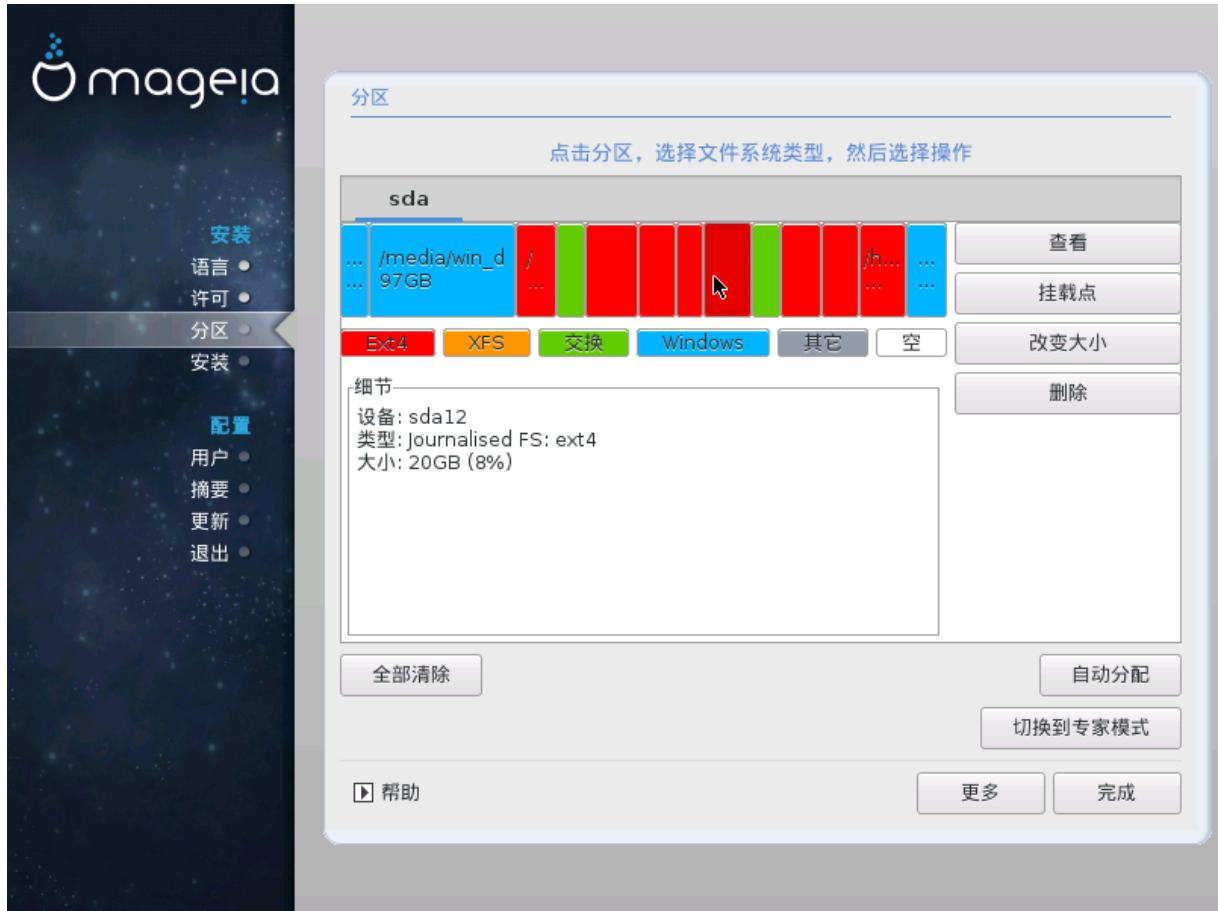 mageia
安装
语言
许可
分区
安装
配置
用户
摘要
更新
退出
分区
点击分区，选择文件系统类型，然后选择操作
sda
... /media/win_d / /h... ...
... 97GB ... ... ...
Ext4 XFS 交换 Windows 其它 空
查看
挂载点
改变大小
删除
细节
设备: sda12
类型: Journalised FS: ext4
大小: 20GB (8%)
全部清除
自动分配
切换到专家模式
帮助
更多
完成